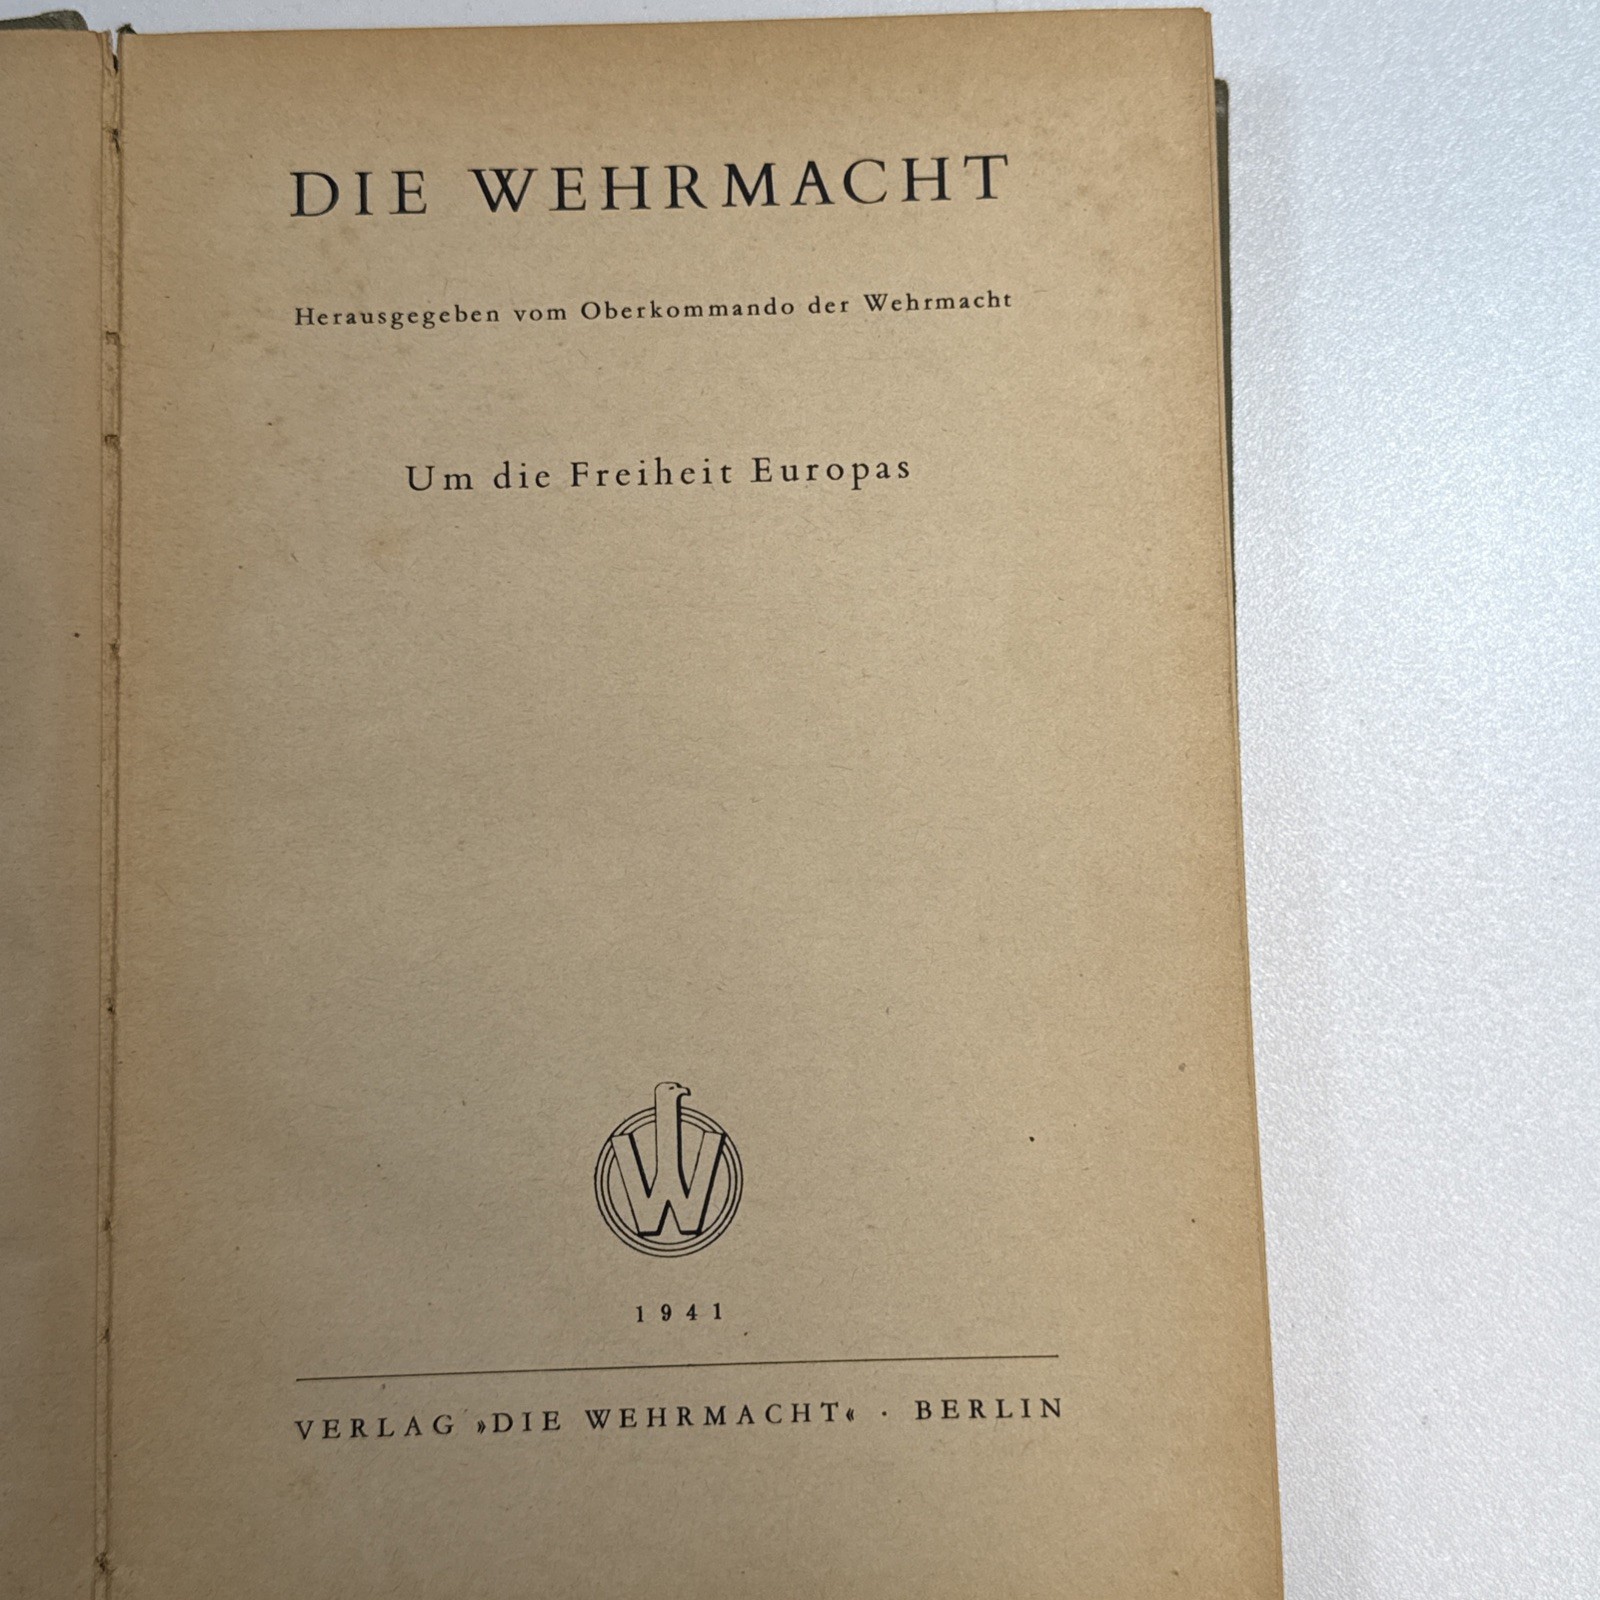 DIE WEHRMACHT
Herausgegeben vom Oberkommando der Wehrmacht
Um die Freiheit Europas
W
1941
VERLAG »DIE WEHRMACHT« · BERLIN